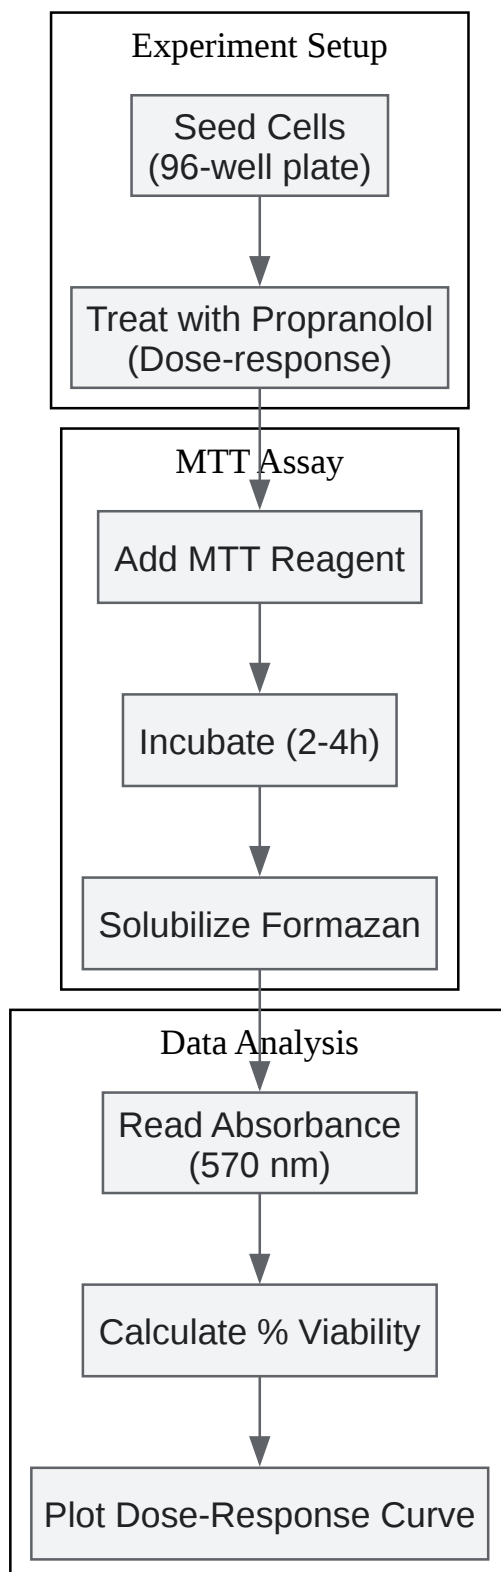 Experiment Setup
Seed Cells
(96-well plate)
Treat with Propranolol
(Dose-response)
MTT Assay
Add MTT Reagent
Incubate (2-4h)
Solubilize Formazan
Data Analysis
Read Absorbance
(570 nm)
Calculate % Viability
Plot Dose-Response Curve